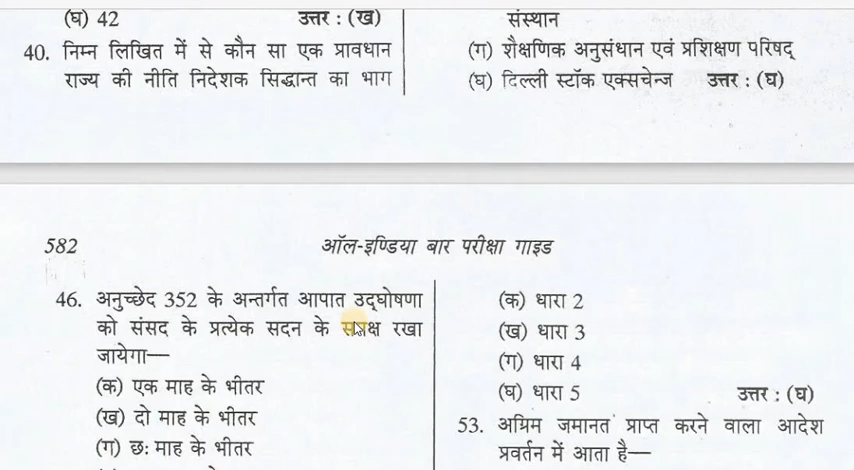 (घ) 42 उत्तर : (ख)
40. निम्न लिखित में से कौन सा एक प्रावधान
राज्य की नीति निदेशक सिद्धान्त का भाग
संस्थान
(ग) शैक्षणिक अनुसंधान एवं प्रशिक्षण परिषद्
(घ) दिल्ली स्टॉक एक्सचेन्ज उत्तर : (घ)
582 ऑल-इण्डिया बार परीक्षा गाइड
46. अनुच्छेद 352 के अन्तर्गत आपात उद्घोषणा
को संसद के प्रत्येक सदन के समक्ष रखा
जायेगा—
(क) एक माह के भीतर
(ख) दो माह के भीतर
(ग) छः माह के भीतर
(क) धारा 2
(ख) धारा 3
(ग) धारा 4
(घ) धारा 5 उत्तर : (घ)
53. अग्रिम जमानत प्राप्त करने वाला आदेश
प्रवर्तन में आता है—